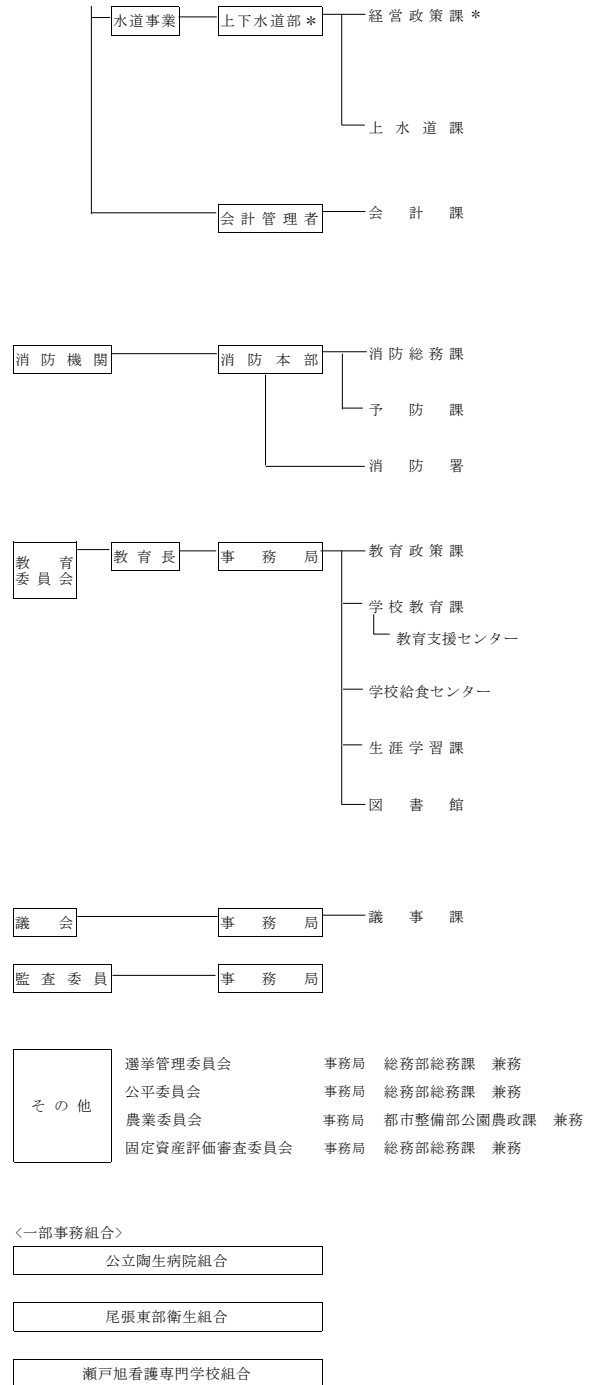 水道事業 上下水道部＊ 経営政策課＊
上水道課
会計管理者 会計課
消防機関 消防本部 消防総務課
予防課
消防署
教育委員会 教育長 事務局 教育政策課
学校教育課
教育支援センター
学校給食センター
生涯学習課
図書館
議会 事務局 議事課
監査委員 事務局
その他
選挙管理委員会 事務局 総務部総務課 兼務
公平委員会 事務局 総務部総務課 兼務
農業委員会 事務局 都市整備部公園農政課 兼務
固定資産評価審査委員会 事務局 総務部総務課 兼務
〈一部事務組合〉
公立陶生病院組合
尾張東部衛生組合
瀬戸旭看護専門学校組合